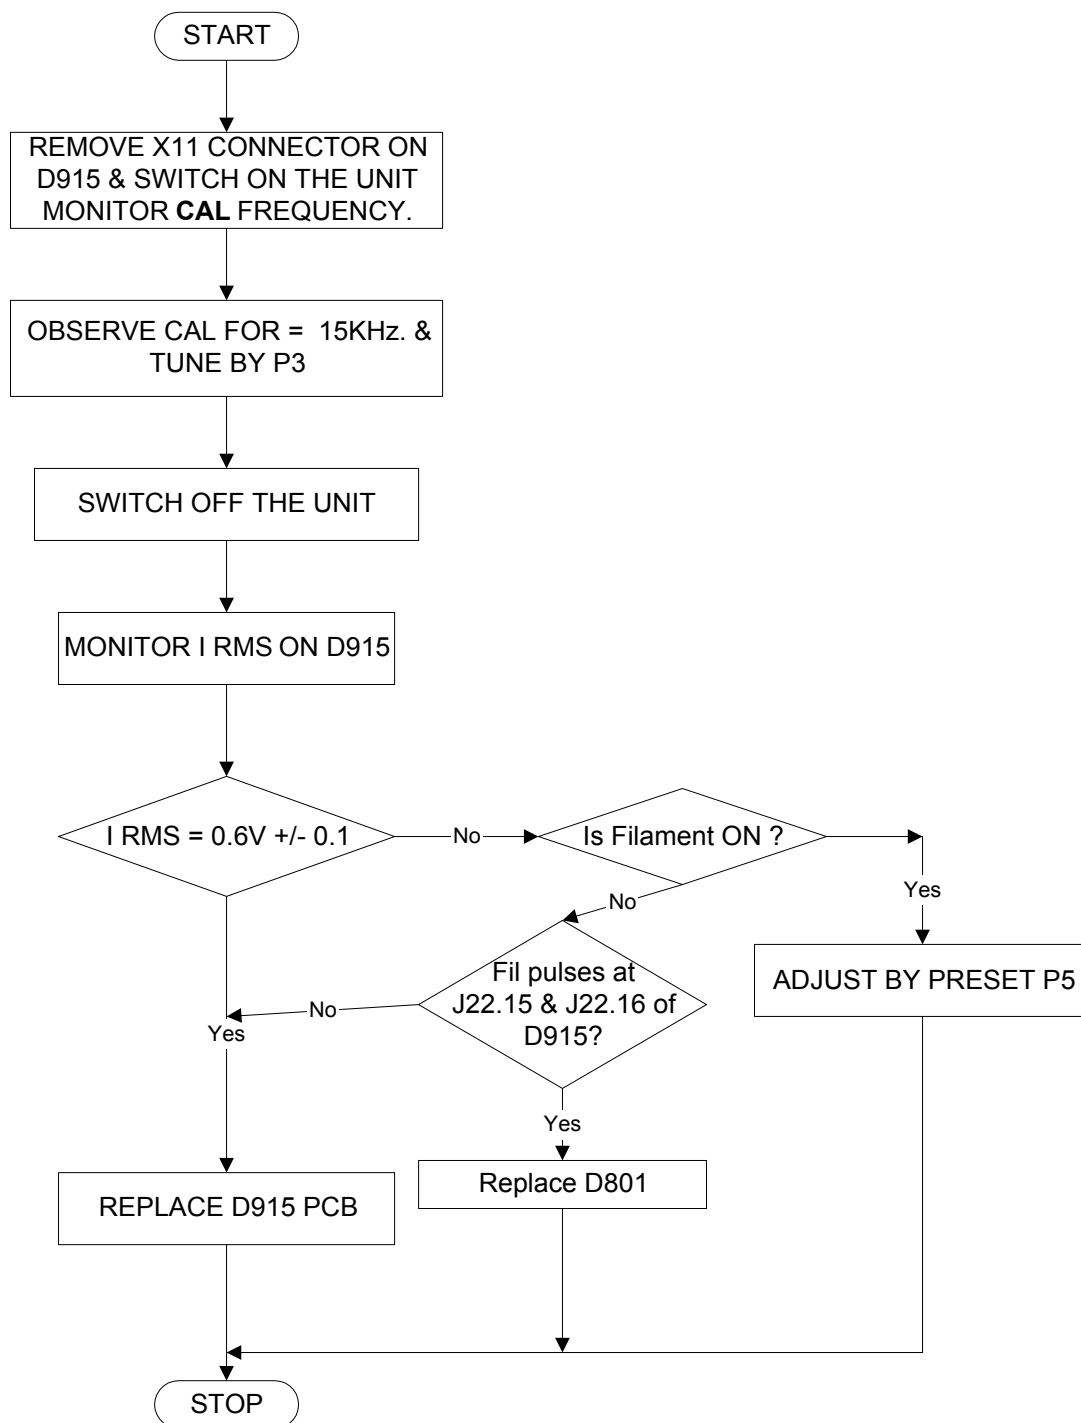 START
REMOVE X11 CONNECTOR ON
D915 & SWITCH ON THE UNIT
MONITOR CAL FREQUENCY.
OBSERVE CAL FOR = 15KHz. &
TUNE BY P3
SWITCH OFF THE UNIT
MONITOR I RMS ON D915
I RMS = 0.6V +/- 0.1
No
Is Filament ON ?
Yes
No
Fil pulses at
J22.15 & J22.16 of
D915?
No
Yes
ADJUST BY PRESET P5
Yes
Replace D801
REPLACE D915 PCB
STOP